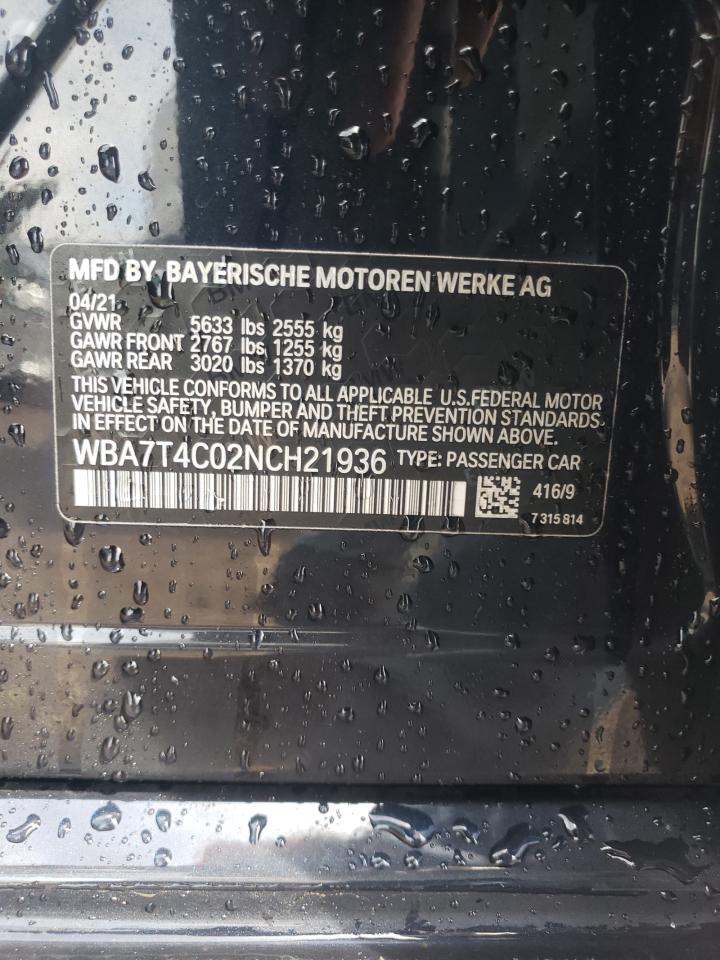 MFD BY. BAYERISCHE MOTOREN WERKE AG
04/21
GVWR 5633 lbs 2555 kg
GAWR FRONT 2767 lbs 1255 kg
GAWR REAR 3020 lbs 1370 kg
THIS VEHICLE CONFORMS TO ALL APPLICABLE U.S.FEDERAL MOTOR
VEHICLE SAFETY, BUMPER AND THEFT PREVENTION STANDARDS
IN EFFECT ON THE DATE OF MANUFACTURE SHOWN ABOVE.
WBA7T4C02NCH21936 TYPE: PASSENGER CAR
416/9
7 315 814